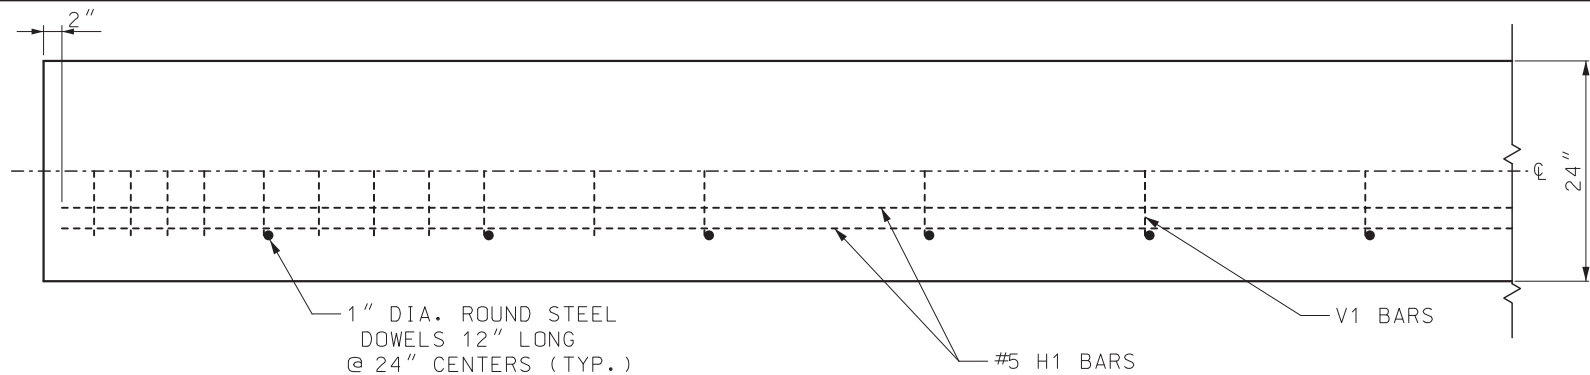 2"
℄
24"
1" DIA. ROUND STEEL
DOWELS 12" LONG
@ 24" CENTERS (TYP.)
V1 BARS
#5 H1 BARS